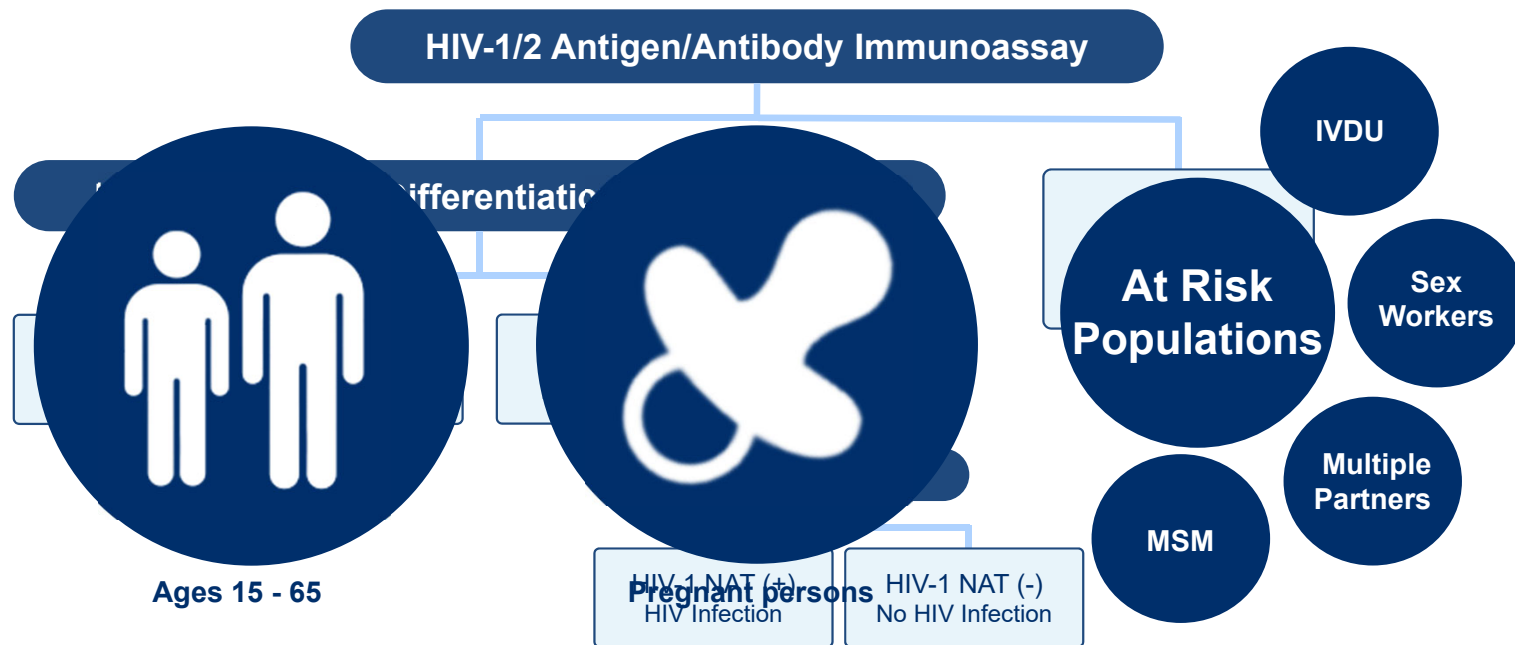 HIV-1/2 Antigen/Antibody Immunoassay
IVDU
At Risk
Populations
Sex
Workers
Multiple
Partners
MSM
Ages 15 - 65
Pregnant persons
HIV-1 NAT (+)
HIV Infection
HIV-1 NAT (-)
No HIV Infection